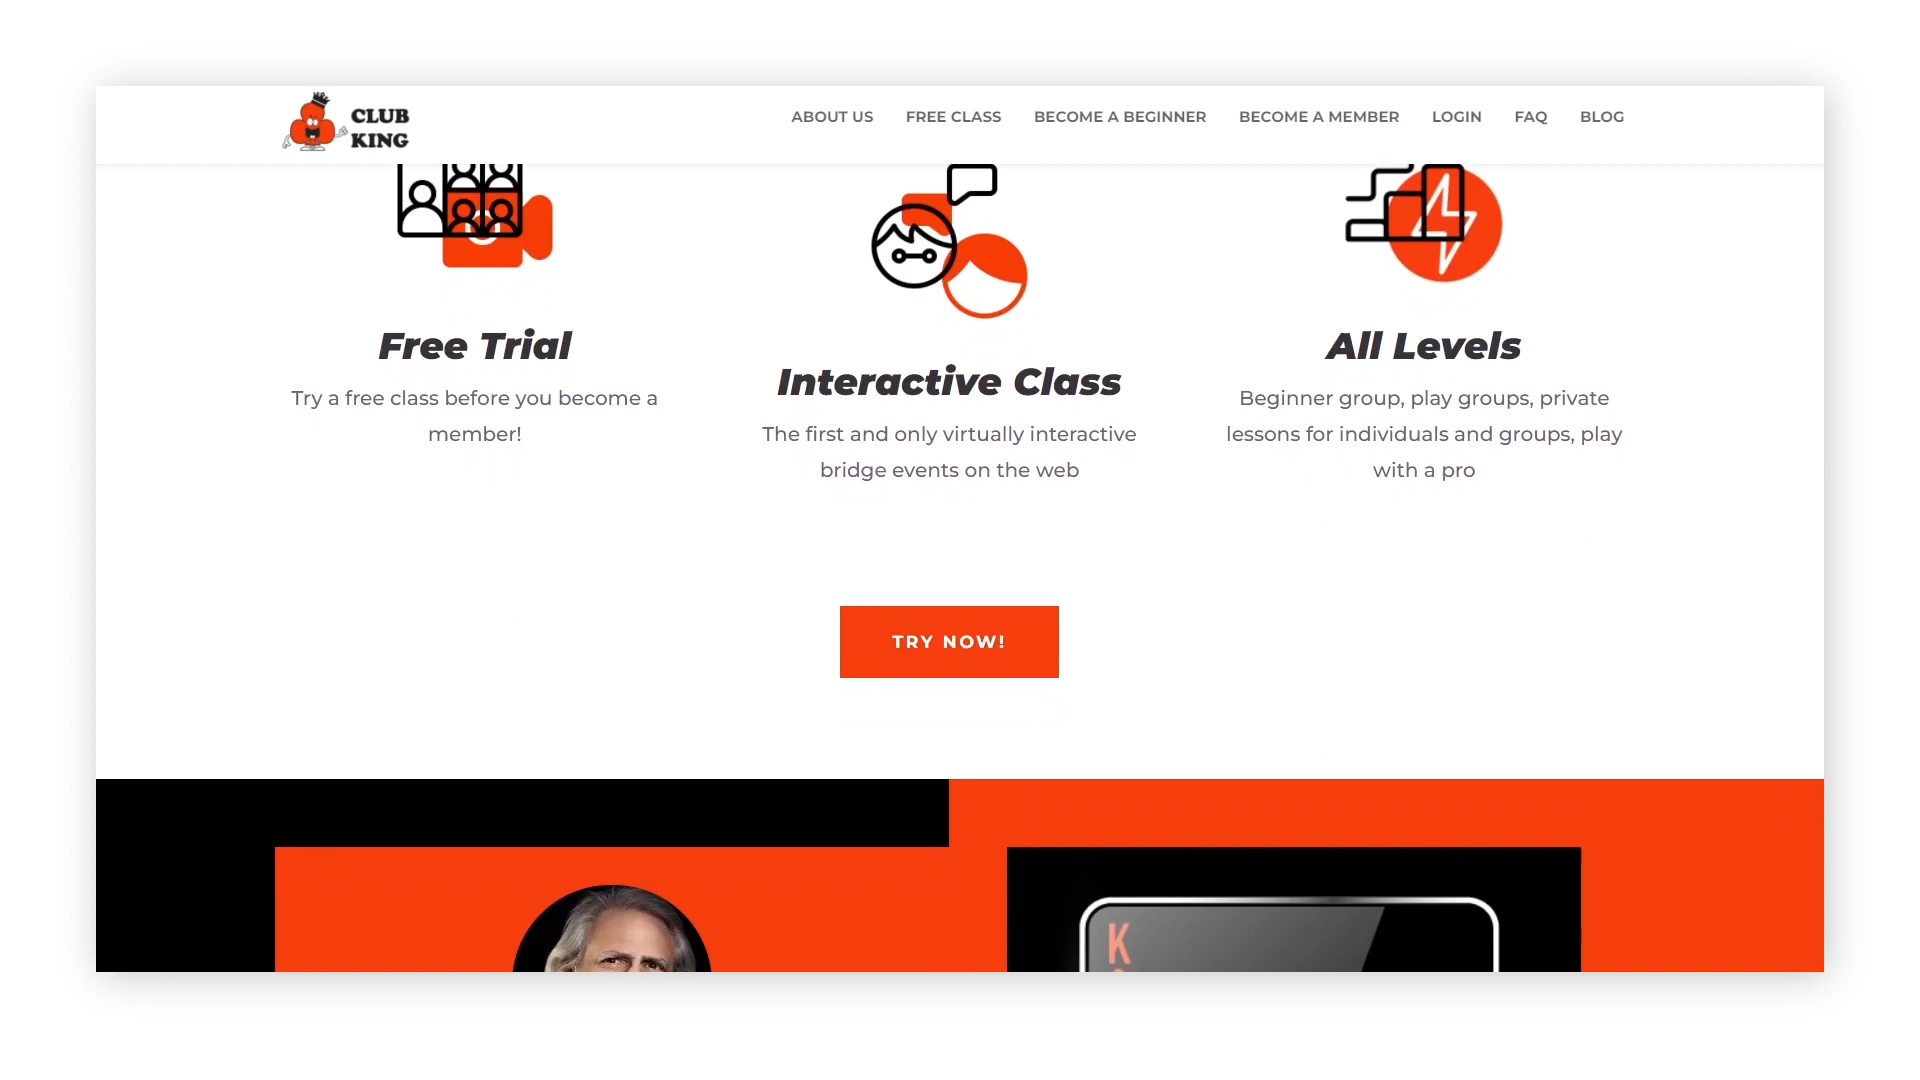 CLUB
KING
ABOUT US FREE CLASS BECOME A BEGINNER BECOME A MEMBER LOGIN FAQ BLOG
Free Trial
Try a free class before you become a
member!
Interactive Class
The first and only virtually interactive
bridge events on the web
All Levels
Beginner group, play groups, private
lessons for individuals and groups, play
with a pro
TRY NOW!
K